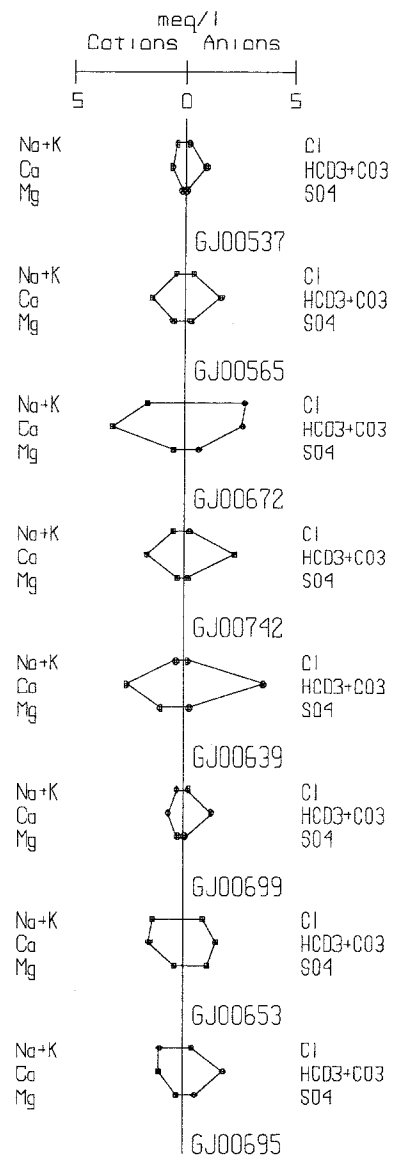 meq/l
Cations Anions
5 0 5
Na+K Cl
Ca HCO3+CO3
Mg SO4
GJ00537
Na+K Cl
Ca HCO3+CO3
Mg SO4
GJ00565
Na+K Cl
Ca HCO3+CO3
Mg SO4
GJ00672
Na+K Cl
Ca HCO3+CO3
Mg SO4
GJ00742
Na+K Cl
Ca HCO3+CO3
Mg SO4
GJ00639
Na+K Cl
Ca HCO3+CO3
Mg SO4
GJ00699
Na+K Cl
Ca HCO3+CO3
Mg SO4
GJ00653
Na+K Cl
Ca HCO3+CO3
Mg SO4
GJ00695